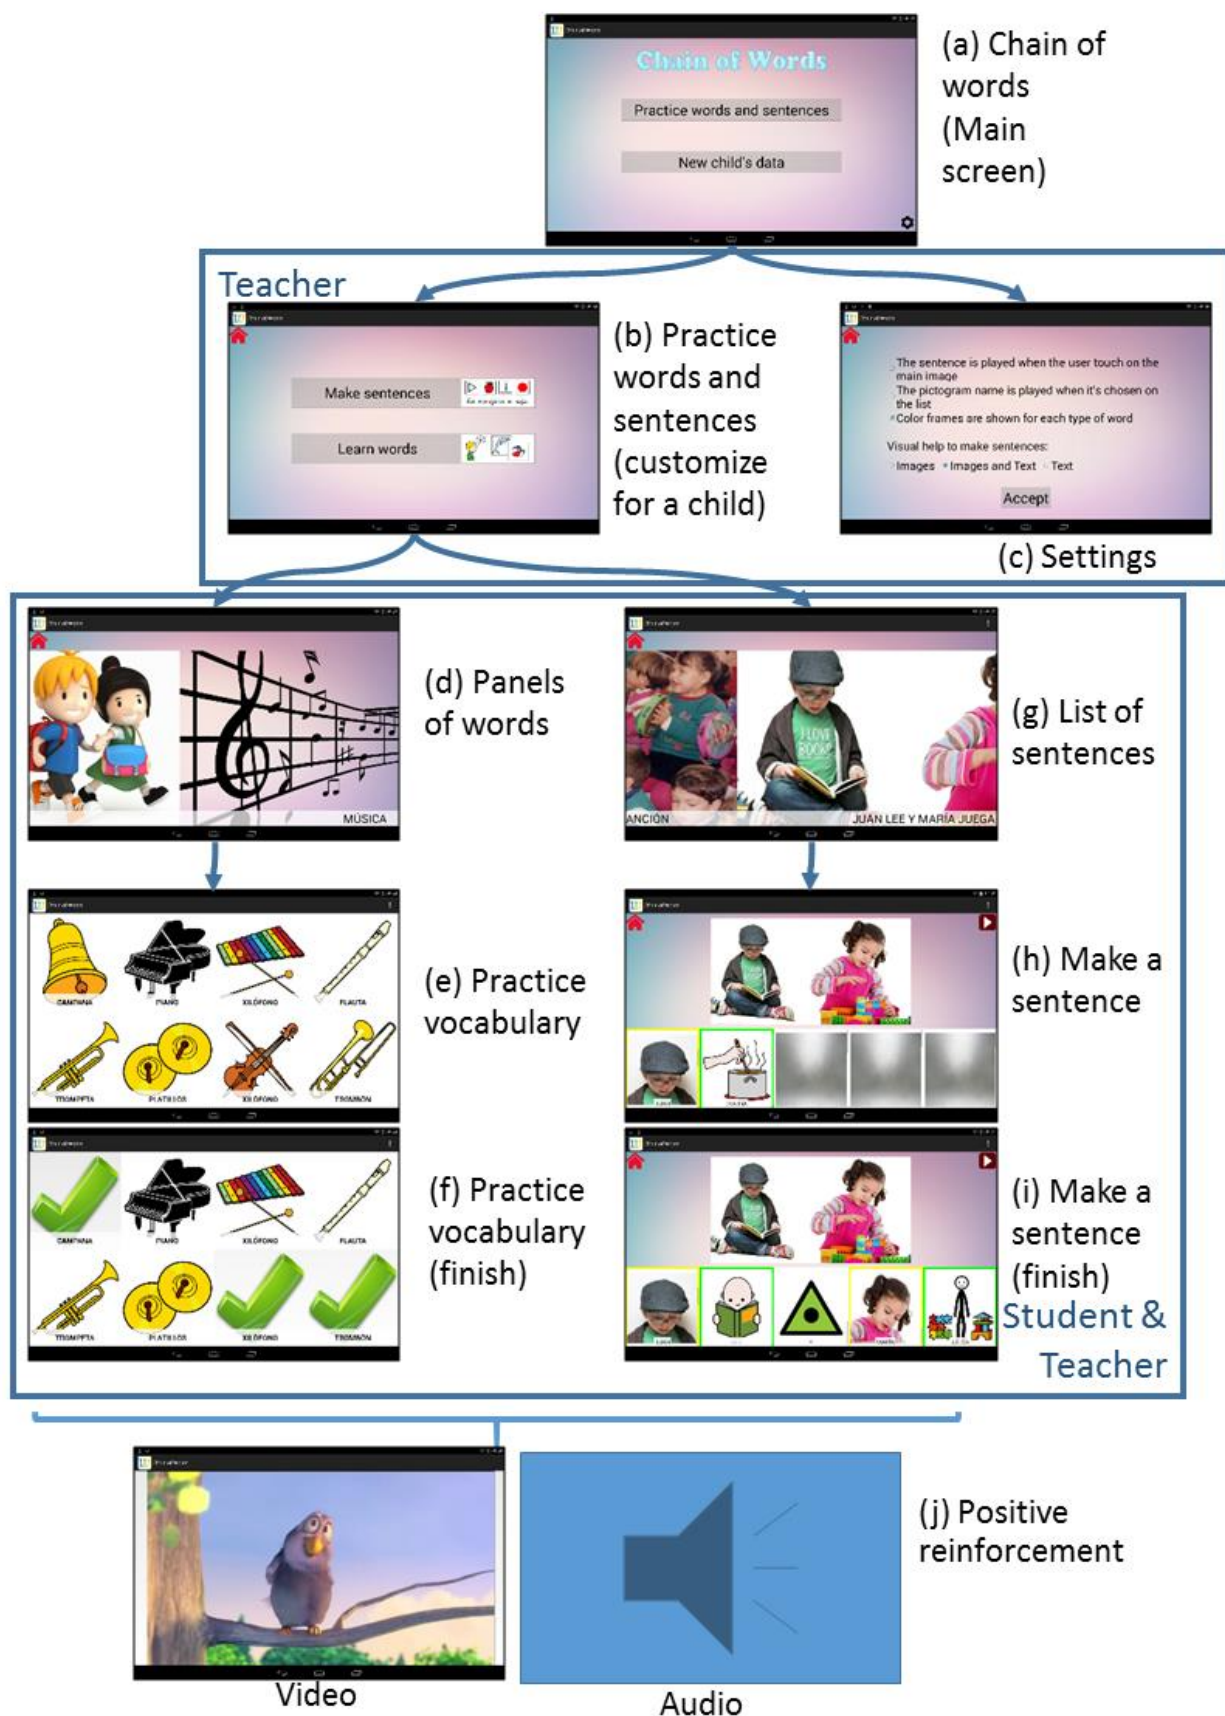 Chain of Words
Practice words and sentences
New child's data
(a) Chain of
words
(Main
screen)
Teacher
Make sentences
Learn words
(b) Practice
words and
sentences
(customize
for a child)
The sentence is played when the user touch on the
main image
The pictogram name is played when it's chosen on
the list
Color frames are shown for each type of word
Visual help to make sentences:
Images Images and Text Text
Accept
(c) Settings
MÚSICA
(d) Panels
of words
I LOVE
BOOKS
ANCIÓN JUAN LEE Y MARÍA JUEGA
(g) List of
sentences
CAMPANA PIANO XILÓFONO FLAUTA
TROMPETA PLATILLOS XILÓFONO TROMBÓN
(e) Practice
vocabulary
(h) Make a
sentence
CAMPANA PIANO XILÓFONO FLAUTA
TROMPETA PLATILLOS XILÓFONO TROMBÓN
(f) Practice
vocabulary
(finish)
(i) Make a
sentence
(finish)
Student &
Teacher
Video
Audio
(j) Positive
reinforcement